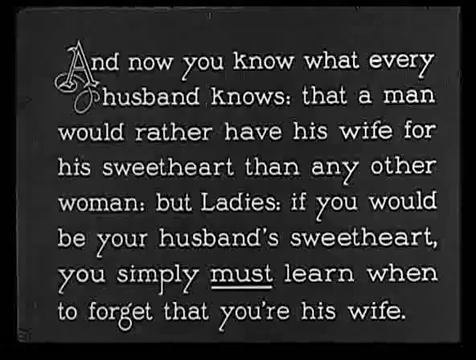 And now you know what every
husband knows: that a man
would rather have his wife for
his sweetheart than any other
woman: but Ladies: if you would
be your husband's sweetheart,
you simply must learn when
to forget that you're his wife.